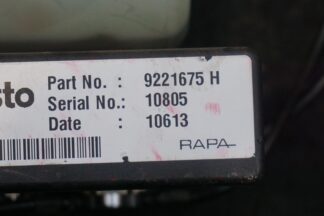 sto
Part No. : 9221675 H
Serial No.: 10805
Date : 10613
RAPA